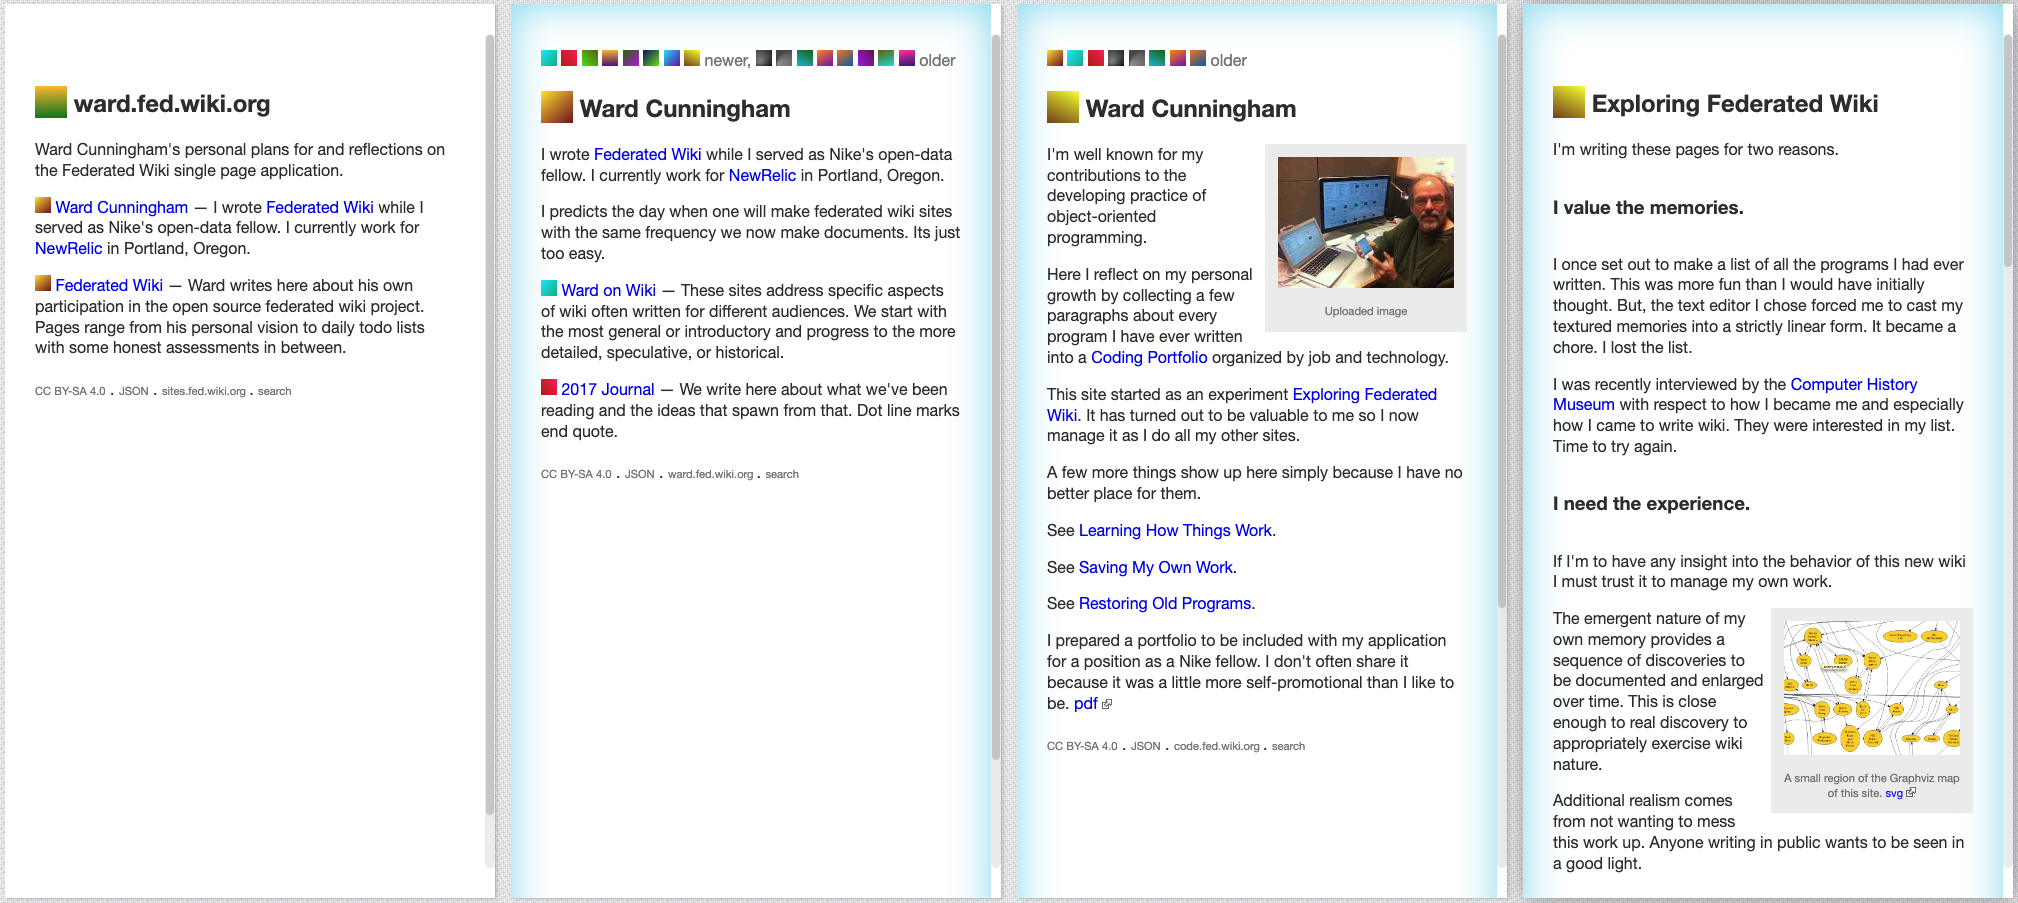 ward.fed.wiki.org
Ward Cunningham's personal plans for and reflections on
the Federated Wiki single page application.
Ward Cunningham — I wrote Federated Wiki while I
served as Nike's open-data fellow. I currently work for
NewRelic in Portland, Oregon.
Federated Wiki — Ward writes here about his own
participation in the open source federated wiki project.
Pages range from his personal vision to daily todo lists
with some honest assessments in between.
CC BY-SA 4.0 . JSON . sites.fed.wiki.org . search
newer, older
Ward Cunningham
I wrote Federated Wiki while I served as Nike's open-data
fellow. I currently work for NewRelic in Portland, Oregon.
I predicts the day when one will make federated wiki sites
with the same frequency we now make documents. Its just
too easy.
Ward on Wiki — These sites address specific aspects
of wiki often written for different audiences. We start with
the most general or introductory and progress to the more
detailed, speculative, or historical.
2017 Journal — We write here about what we've been
reading and the ideas that spawn from that. Dot line marks
end quote.
CC BY-SA 4.0 . JSON . ward.fed.wiki.org . search
older
Ward Cunningham
I'm well known for my
contributions to the
developing practice of
object-oriented
programming.
Uploaded image
Here I reflect on my personal
growth by collecting a few
paragraphs about every
program I have ever written
into a Coding Portfolio organized by job and technology.
This site started as an experiment Exploring Federated
Wiki. It has turned out to be valuable to me so I now
manage it as I do all my other sites.
A few more things show up here simply because I have no
better place for them.
See Learning How Things Work.
See Saving My Own Work.
See Restoring Old Programs.
I prepared a portfolio to be included with my application
for a position as a Nike fellow. I don't often share it
because it was a little more self-promotional than I like to
be. pdf
CC BY-SA 4.0 . JSON . code.fed.wiki.org . search
Exploring Federated Wiki
I'm writing these pages for two reasons.
I value the memories.
I once set out to make a list of all the programs I had ever
written. This was more fun than I would have initially
thought. But, the text editor I chose forced me to cast my
textured memories into a strictly linear form. It became a
chore. I lost the list.
I was recently interviewed by the Computer History
Museum with respect to how I became me and especially
how I came to write wiki. They were interested in my list.
Time to try again.
I need the experience.
If I'm to have any insight into the behavior of this new wiki
I must trust it to manage my own work.
The emergent nature of my
own memory provides a
sequence of discoveries to
be documented and enlarged
over time. This is close
enough to real discovery to
appropriately exercise wiki
nature.
A small region of the Graphviz map
of this site. svg
Additional realism comes
from not wanting to mess
this work up. Anyone writing in public wants to be seen in
a good light.